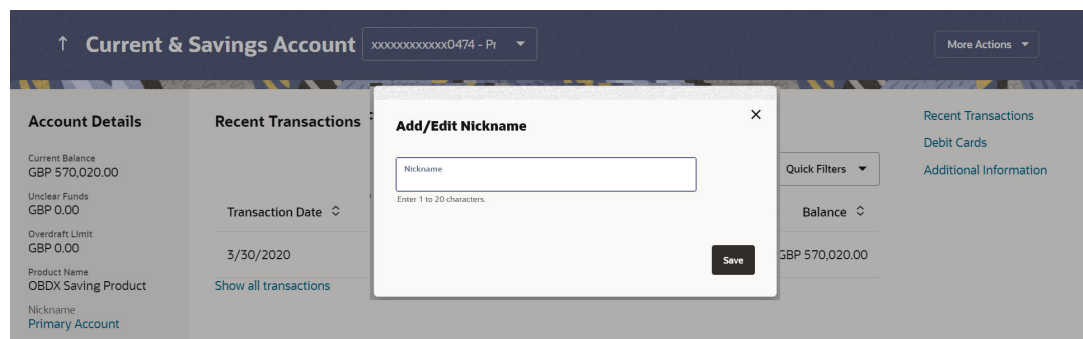 ↑ Current & Savings Account xxxxxxxxxxxx0474 - Pr
More Actions
Account Details
Current Balance
GBP 570,020.00
Unclear Funds
GBP 0.00
Overdraft Limit
GBP 0.00
Product Name
OBDX Saving Product
Nickname
Primary Account
Recent Transactions
Quick Filters
Transaction Date
Balance
3/30/2020
GBP 570,020.00
Show all transactions
Add/Edit Nickname
Nickname
Enter 1 to 20 characters.
Save
Recent Transactions
Debit Cards
Additional Information